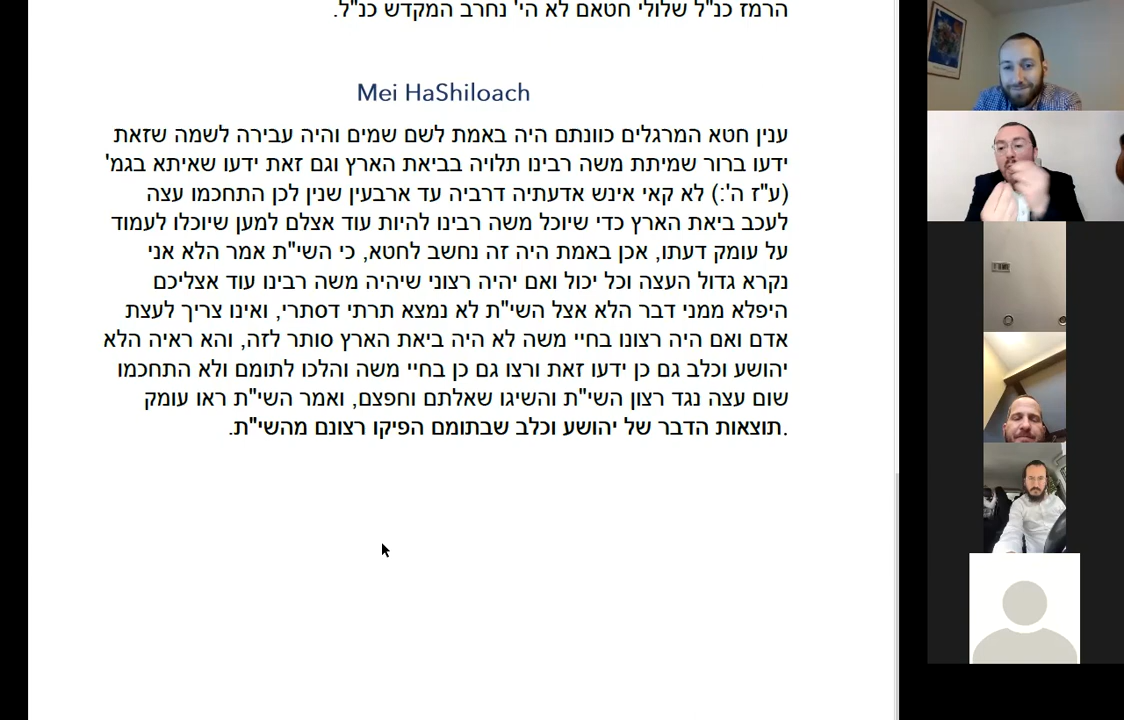 הרמז כנ"ל שלולי חטאם לא הי' נחרב המקדש כנ"ל.
Mei HaShiloach
ענין חטא המרגלים כוונתם היה באמת לשם שמים והיה עבירה לשמה שזאת
ידעו ברור שמיתת משה רבינו תלויה בביאת הארץ וגם זאת ידעו שאיתא בגמ'
(ע"ז ה':) לא קאי אינש אדעתיה דרביה עד ארבעין שנין לכן התחכמו עצה
לעכב ביאת הארץ כדי שיוכל משה רבינו להיות עוד אצלם למען שיוכלו לעמוד
על עומק דעתו, אכן באמת היה זה נחשב לחטא, כי השי"ת אמר הלא אני
נקרא גדול העצה וכל יכול ואם יהיה רצוני שיהיה משה רבינו עוד אצליכם
היפלא ממני דבר הלא אצל השי"ת לא נמצא תרתי דסתרי, ואינו צריך לעצת
אדם ואם היה רצונו בחיי משה לא היה ביאת הארץ סותר לזה, והא ראיה הלא
יהושע וכלב גם כן ידעו זאת ורצו גם כן בחיי משה והלכו לתומם ולא התחכמו
שום עצה נגד רצון השי"ת והשיגו שאלתם וחפצם, ואמר השי"ת ראו עומק
.תוצאות הדבר של יהושע וכלב שבתומם הפיקו רצונם מהשי"ת.